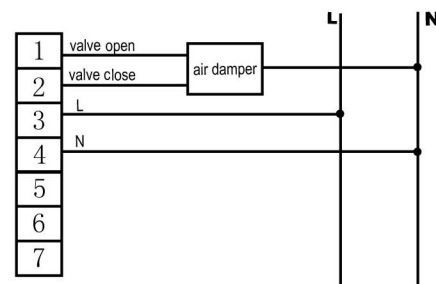 L N
1 valve open
2 valve close
air damper
3 L
4 N
5
6
7